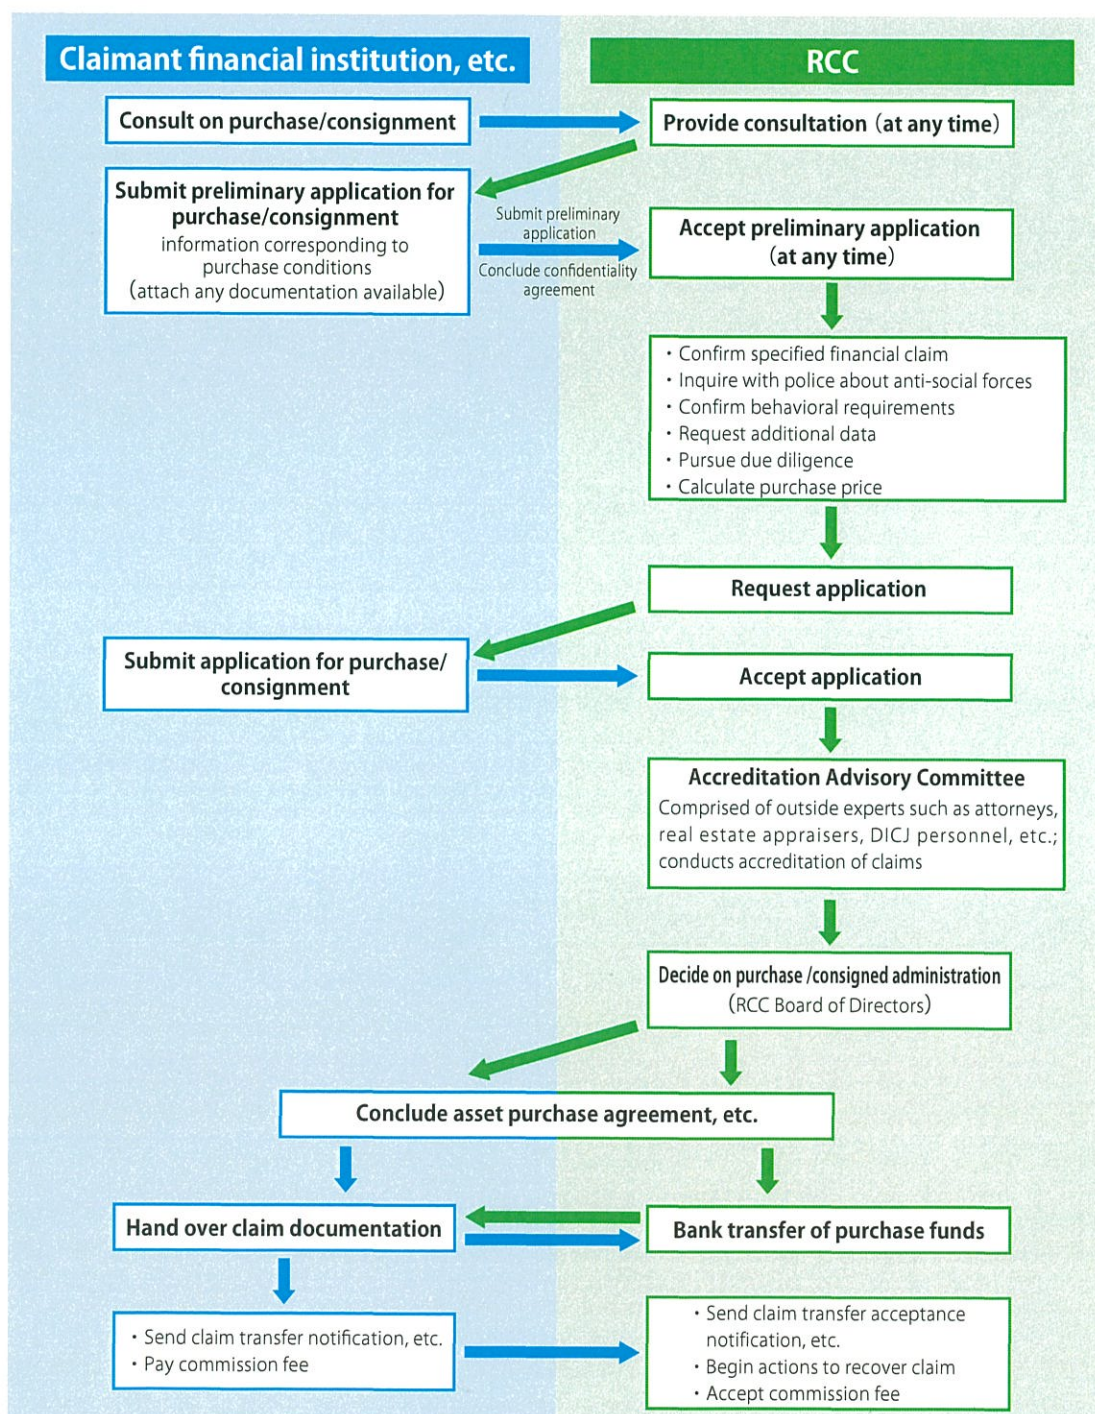 Claimant financial institution, etc.
RCC
Consult on purchase/consignment
Provide consultation (at any time)
Submit preliminary application for
purchase/consignment
information corresponding to
purchase conditions
(attach any documentation available)
Submit preliminary
application
Conclude confidentiality
agreement
Accept preliminary application
(at any time)
・Confirm specified financial claim
・Inquire with police about anti-social forces
・Confirm behavioral requirements
・Request additional data
・Pursue due diligence
・Calculate purchase price
Request application
Submit application for purchase/
consignment
Accept application
Accreditation Advisory Committee
Comprised of outside experts such as attorneys,
real estate appraisers, DICJ personnel, etc.;
conducts accreditation of claims
Decide on purchase /consigned administration
(RCC Board of Directors)
Conclude asset purchase agreement, etc.
Hand over claim documentation
Bank transfer of purchase funds
・Send claim transfer notification, etc.
・Pay commission fee
・Send claim transfer acceptance
notification, etc.
・Begin actions to recover claim
・Accept commission fee